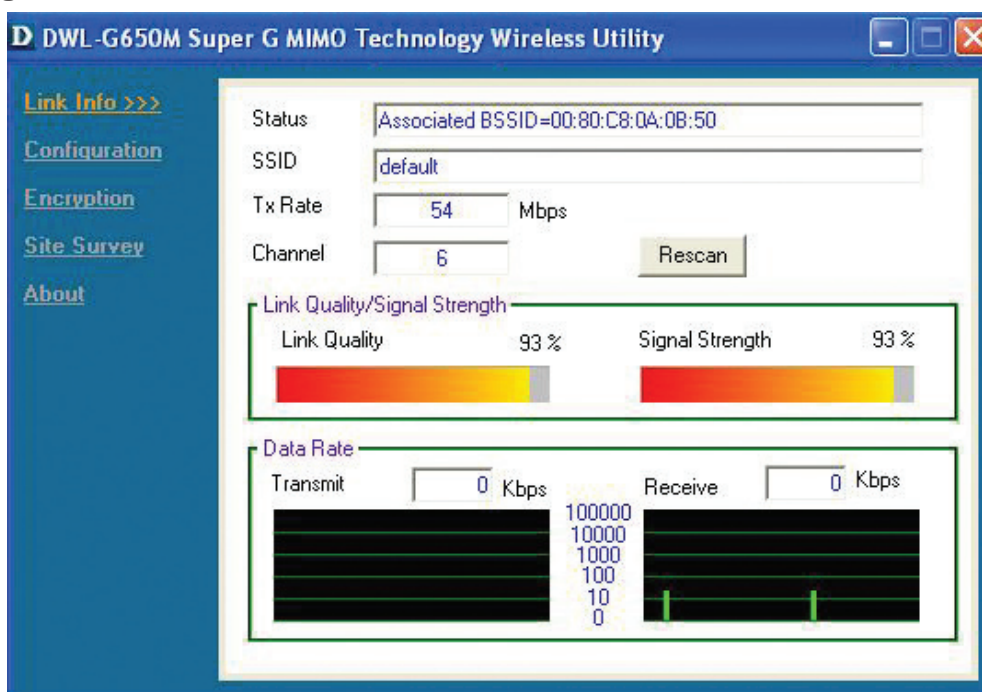 D DWL-G650M Super G MIMO Technology Wireless Utility
Link Info >>>
Configuration
Encryption
Site Survey
About
Status Associated BSSID=00:80:C8:0A:0B:50
SSID default
Tx Rate 54 Mbps
Channel 6 Rescan
Link Quality/Signal Strength
Link Quality 93 % Signal Strength 93 %
Data Rate
Transmit 0 Kbps Receive 0 Kbps
100000
10000
1000
100
10
0